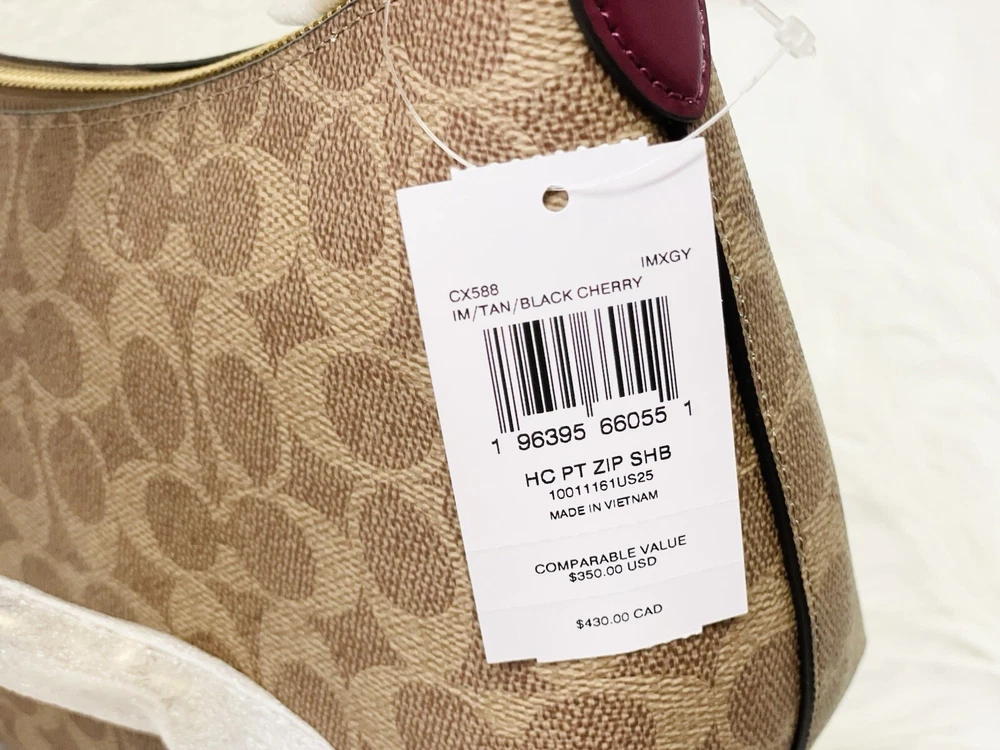 IMXGY
CX588
IM/TAN/BLACK CHERRY
1 96395 66055 1
HC PT ZIP SHB
10011161US25
MADE IN VIETNAM
COMPARABLE VALUE
$350.00 USD
$430.00 CAD